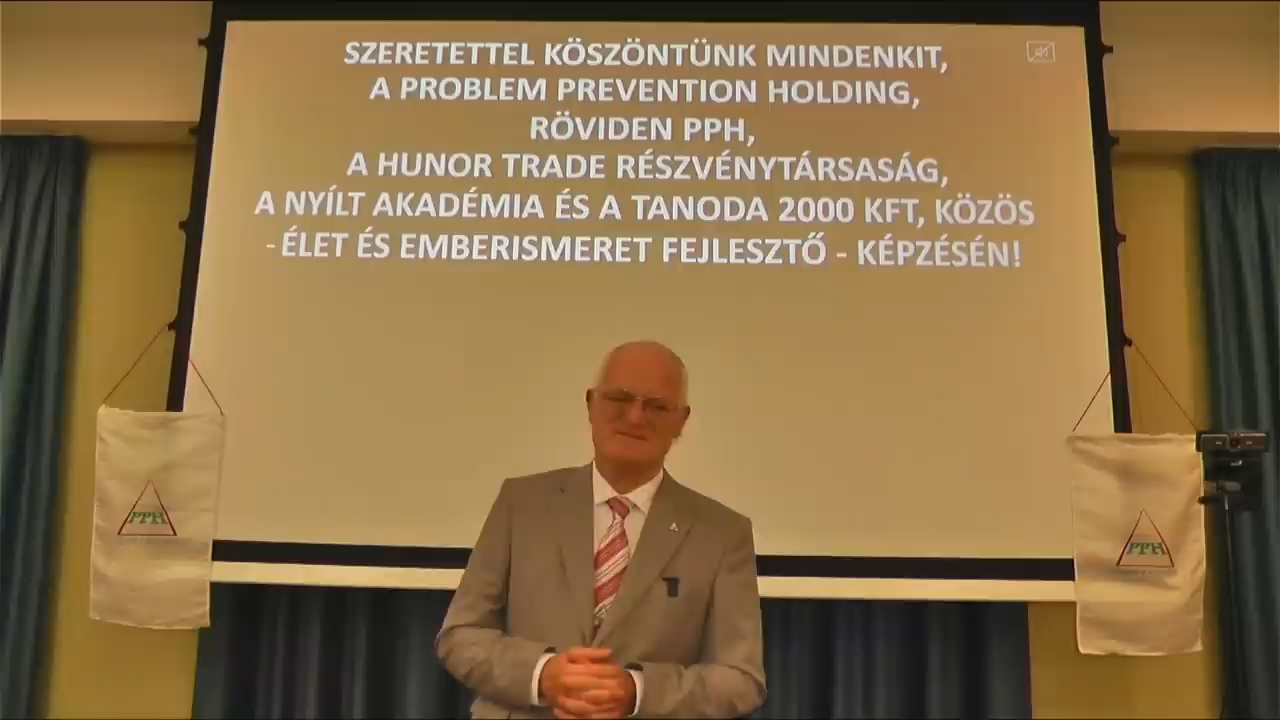 SZERETETTEL KÖSZÖNTÜNK MINDENKIT,
A PROBLEM PREVENTION HOLDING,
RÖVIDEN PPH,
A HUNOR TRADE RÉSZVÉNYTÁRSASÁG,
A NYÍLT AKADÉMIA ÉS A TANODA 2000 KFT, KÖZÖS
- ÉLET ÉS EMBERISMERET FEJLESZTŐ - KÉPZÉSÉN!
PPH
PPH